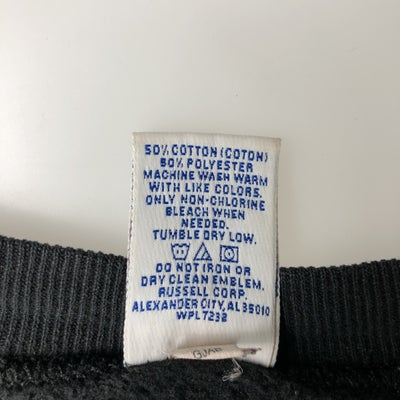 50% COTTON (COTON)
50% POLYESTER
MACHINE WASH WARM
WITH LIKE COLORS.
ONLY NON-CHLORINE
BLEACH WHEN
NEEDED.
TUMBLE DRY LOW.
DO NOT IRON OR
DRY CLEAN EMBLEM.
RUSSELL CORP.
ALEXANDER CITY, AL 35010
WPL 7238